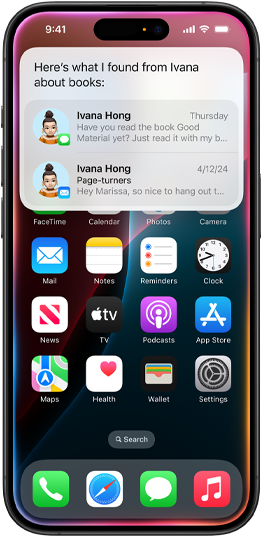 9:41
Here's what I found from Ivana
about books:
Ivana Hong Thursday
Have you read the book Good
Material yet? Just read it with my b...
Ivana Hong 4/12/24
Page-turners
Hey Marissa, so nice to hang out t...
FaceTime Calendar Photos Camera
Mail Notes Reminders Clock
tv
News TV Podcasts App Store
Maps Health Wallet Settings
Search